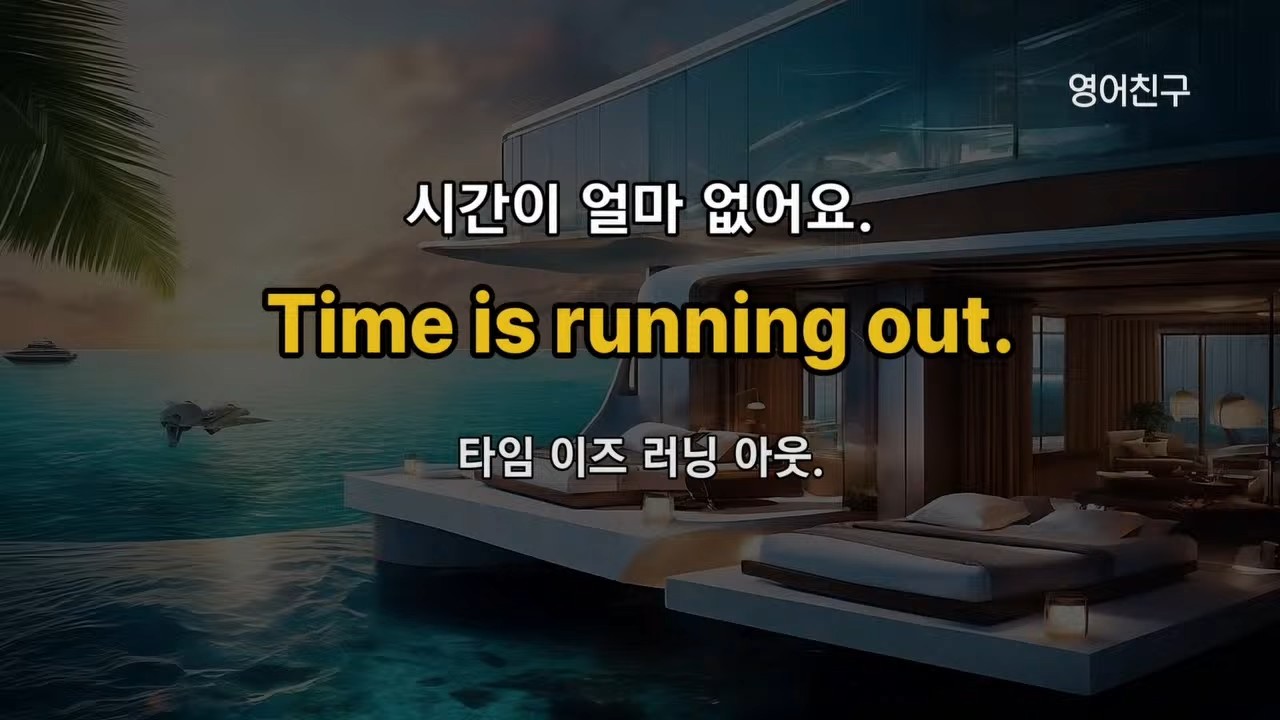 영어친구
시간이 얼마 없어요.
Time is running out.
타임 이즈 러닝 아웃.